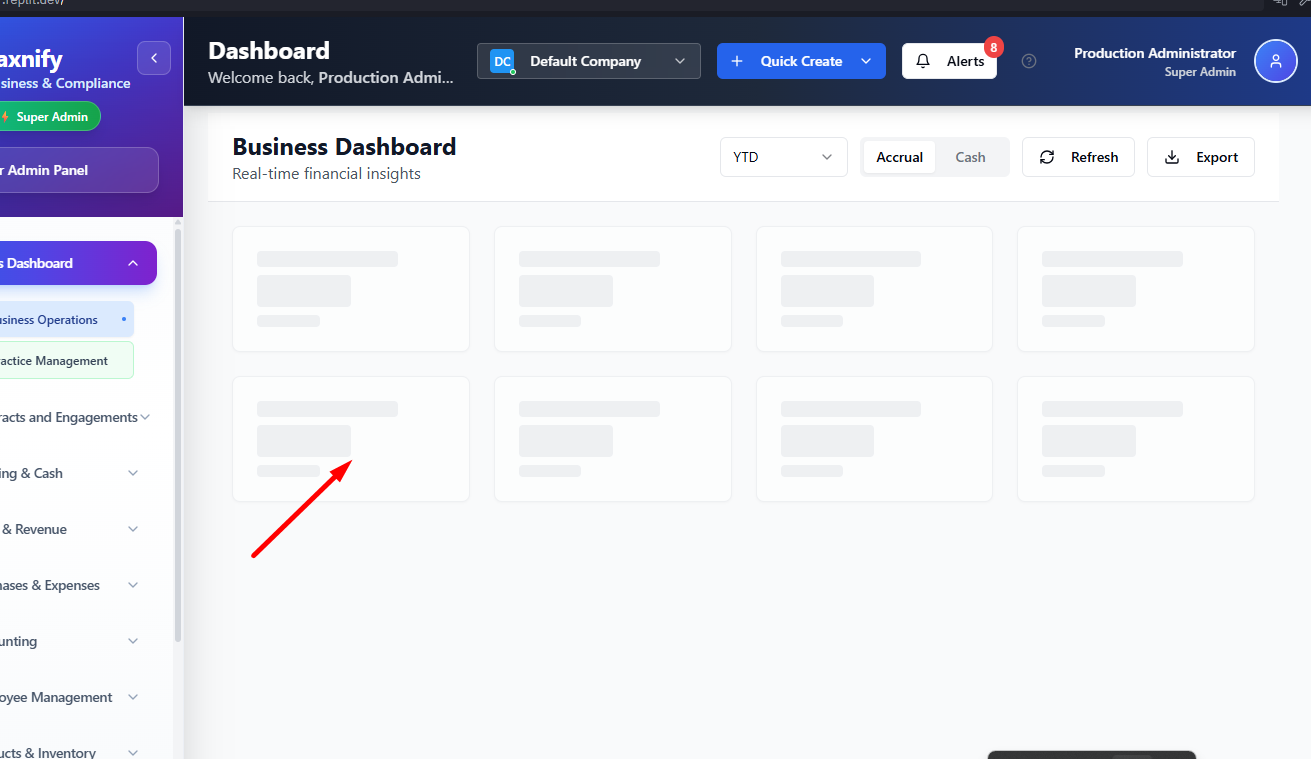 .replit.dev/
axnify
siness & Compliance
Super Admin
r Admin Panel
s Dashboard
usiness Operations
ractice Management
racts and Engagements
ing & Cash
& Revenue
hases & Expenses
unting
oyee Management
ucts & Inventory
Dashboard
Welcome back, Production Admi...
DC Default Company
Quick Create
Alerts 8
Production Administrator
Super Admin
Business Dashboard
Real-time financial insights
YTD
Accrual Cash
Refresh
Export